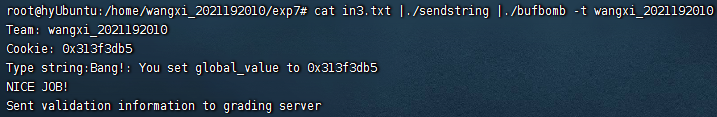 root@hyUbuntu:/home/wangxi_2021192010/exp7# cat in3.txt |./sendstring |./bufbomb -t wangxi_2021192010
Team: wangxi_2021192010
Cookie: 0x313f3db5
Type string:Bang!: You set global_value to 0x313f3db5
NICE JOB!
Sent validation information to grading server